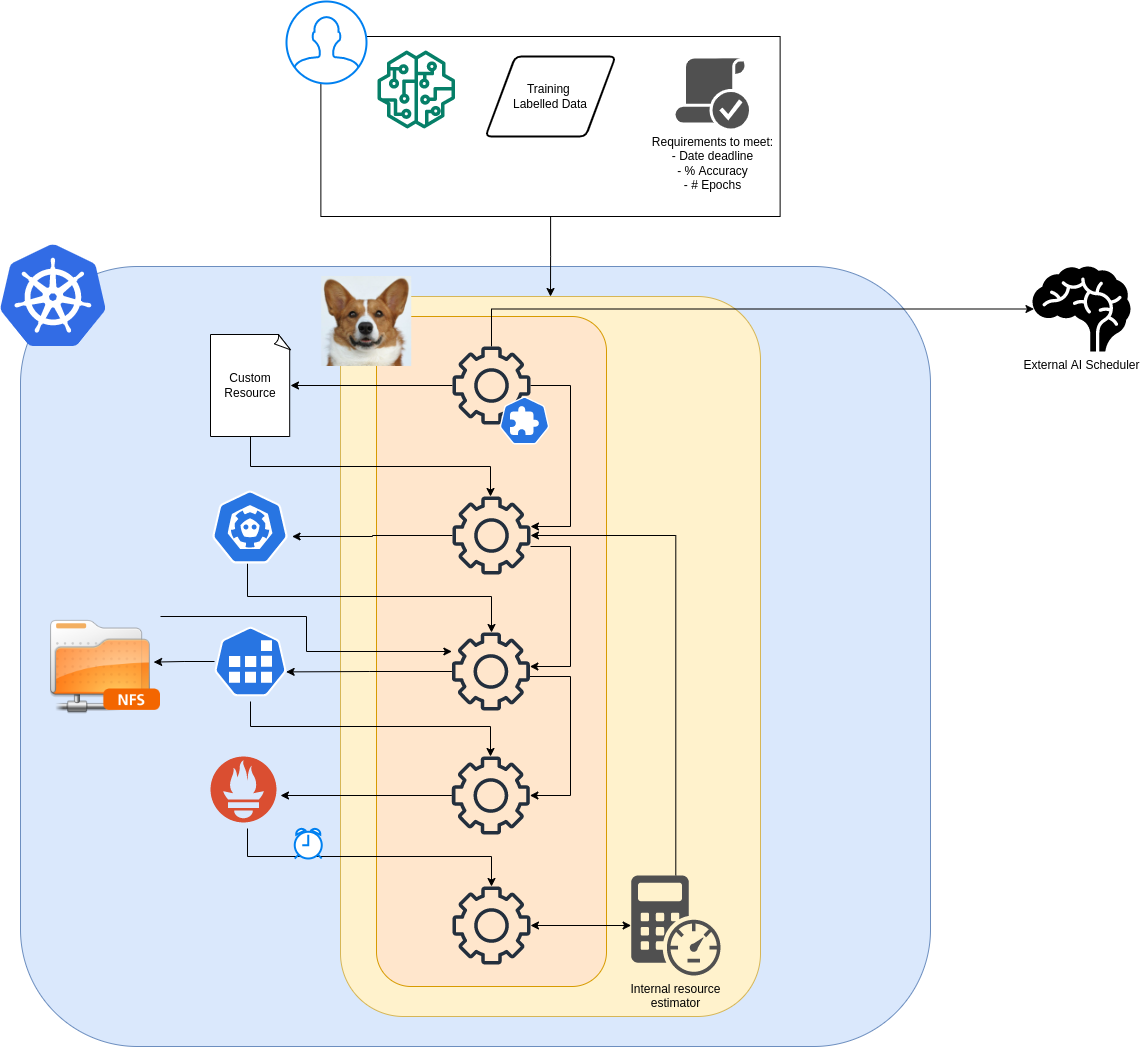 Training
Labelled Data
Requirements to meet:
- Date deadline
- % Accuracy
- # Epochs
External AI Scheduler
Custom
Resource
NFS
Internal resource
estimator